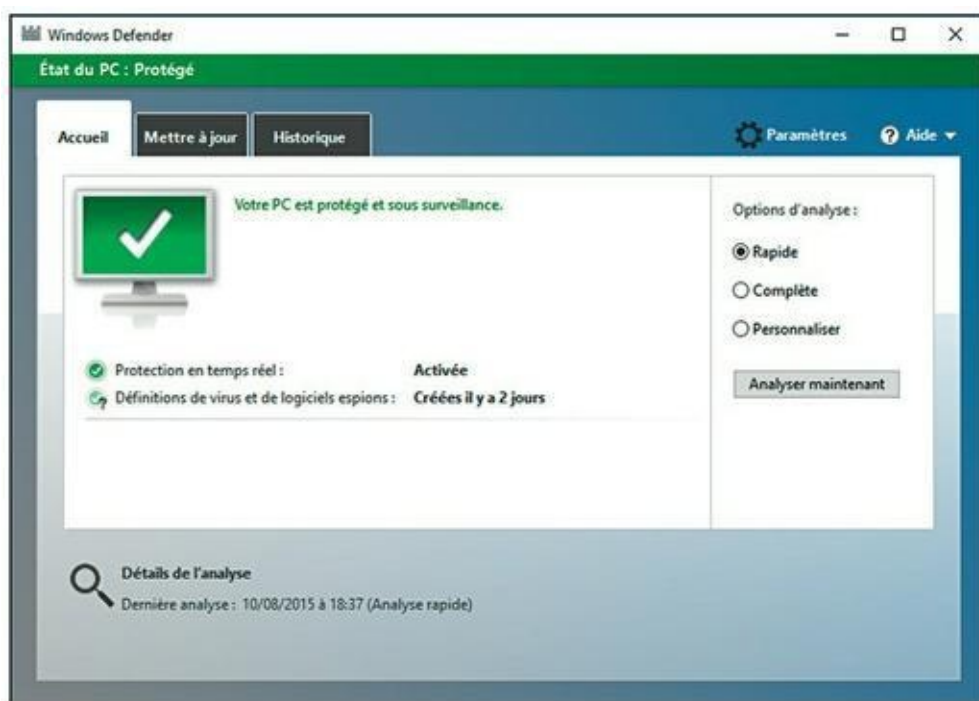 Windows Defender
État du PC : Protégé
Accueil
Mettre à jour
Historique
Paramètres
? Aide
Votre PC est protégé et sous surveillance.
Options d'analyse :
Rapide
Complète
Personnaliser
Analyser maintenant
Protection en temps réel : Activée
Définitions de virus et de logiciels espions : Créées il y a 2 jours
Détails de l'analyse
Dernière analyse : 10/08/2015 à 18:37 (Analyse rapide)